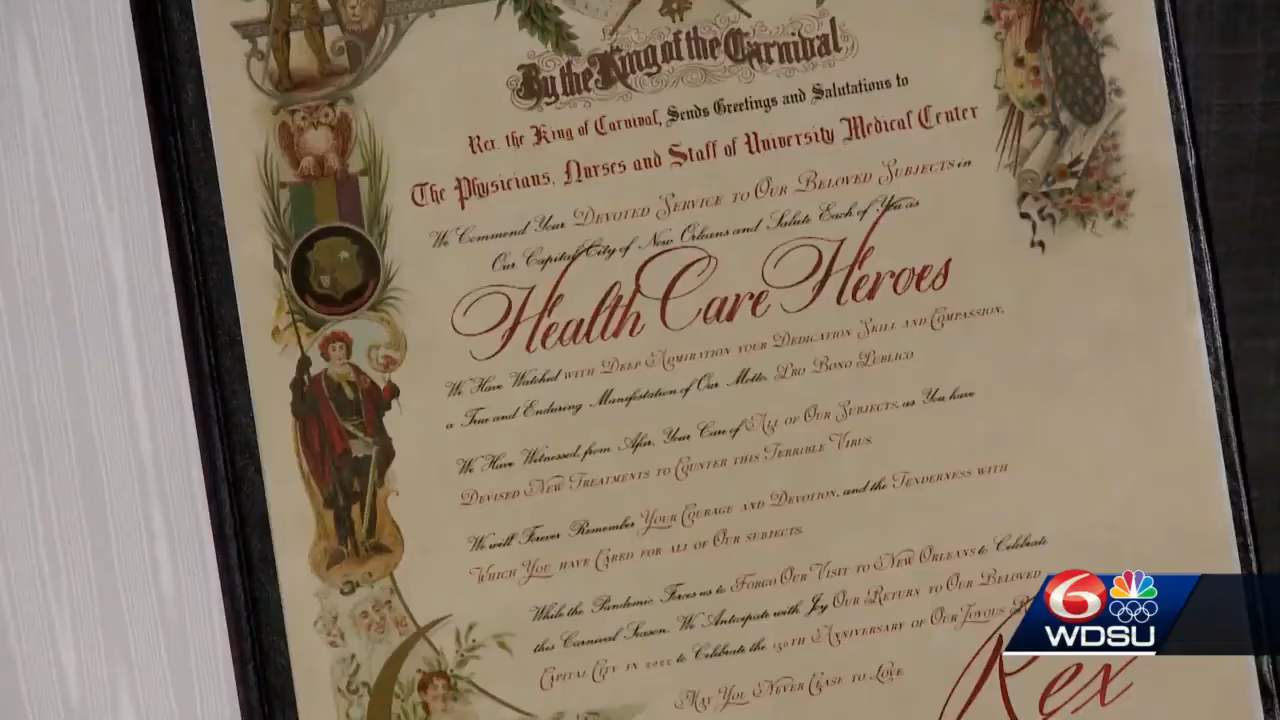 By the King of the Carnival
Rex, the King of Carnival, Sends Greetings and Salutations to
The Physicians, Nurses and Staff of University Medical Center
We Commend Your Devoted Service to Our Beloved Subjects in
Our Capital City of New Orleans and Salute Each of You as
Health Care Heroes
We Have Watched with Deep Admiration your Dedication Skill and Compassion,
a True and Enduring Manifestation of Our Motto, Pro Bono Publico
We Have Witnessed, from Afar, Your Care of All of Our Subjects, as You have
Devised New Treatments to Counter this Terrible Virus
We will Forever Remember Your Courage and Devotion, and the Tenderness with
Which You have Cared for all of Our subjects.
While the Pandemic Forces us to Forgo Our Visit to New Orleans to Celebrate
this Carnival Season, We Anticipate with Joy Our Return to Our Beloved
Capital City in 2022 to Celebrate the 150th Anniversary of Our Joyous
May You Never Cease to Love
Rex
6
WDSU